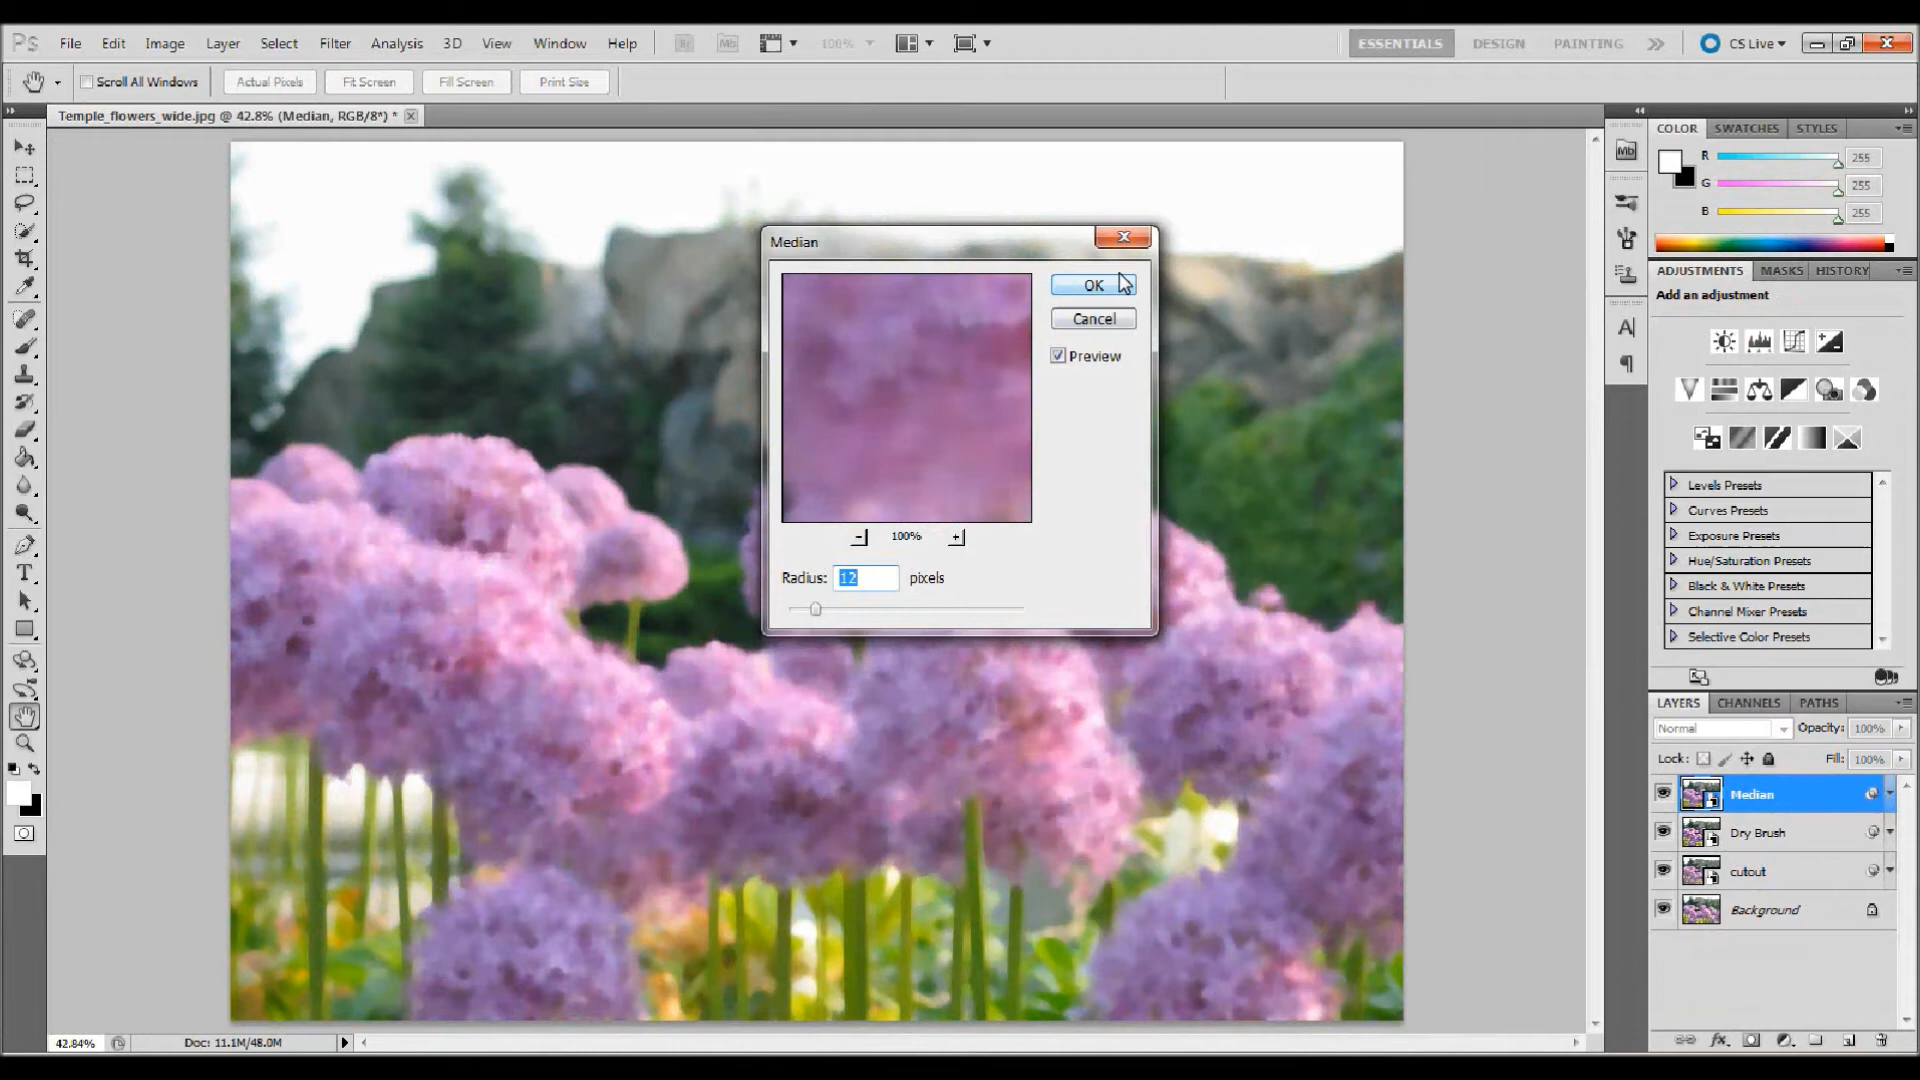 Ps File Edit Image Layer Select Filter Analysis 3D View Window Help Br Mb 100% ESSENTIALS DESIGN PAINTING CS Live
Scroll All Windows Actual Pixels Fit Screen Fill Screen Print Size
Temple_flowers_wide.jpg @ 42.8% (Median, RGB/8*) *
Median
OK
Cancel
Preview
100%
Radius: 12 pixels
Mb
COLOR SWATCHES STYLES
R 255
G 255
B 255
ADJUSTMENTS MASKS HISTORY
Add an adjustment
Levels Presets
Curves Presets
Exposure Presets
Hue/Saturation Presets
Black & White Presets
Channel Mixer Presets
Selective Color Presets
LAYERS CHANNELS PATHS
Normal Opacity: 100%
Lock: Fill: 100%
Median
Dry Brush
cutout
Background
42.84% Doc: 11.1M/48.0M